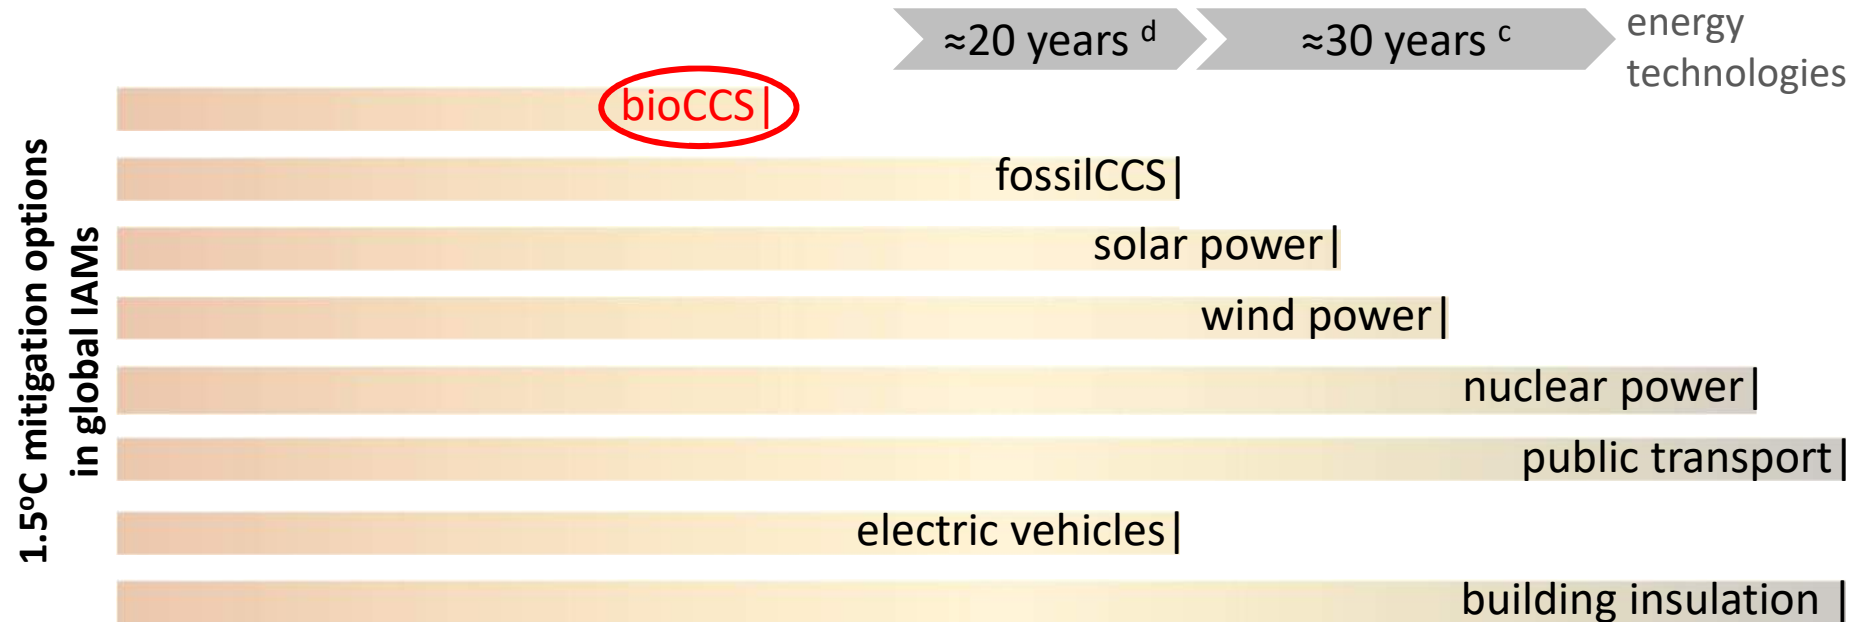 ≈20 years d
≈30 years c
energy
technologies
1.5oC mitigation options
in global IAMs
bioCCS|
fossilCCS|
solar power|
wind power|
nuclear power|
public transport|
electric vehicles|
building insulation |